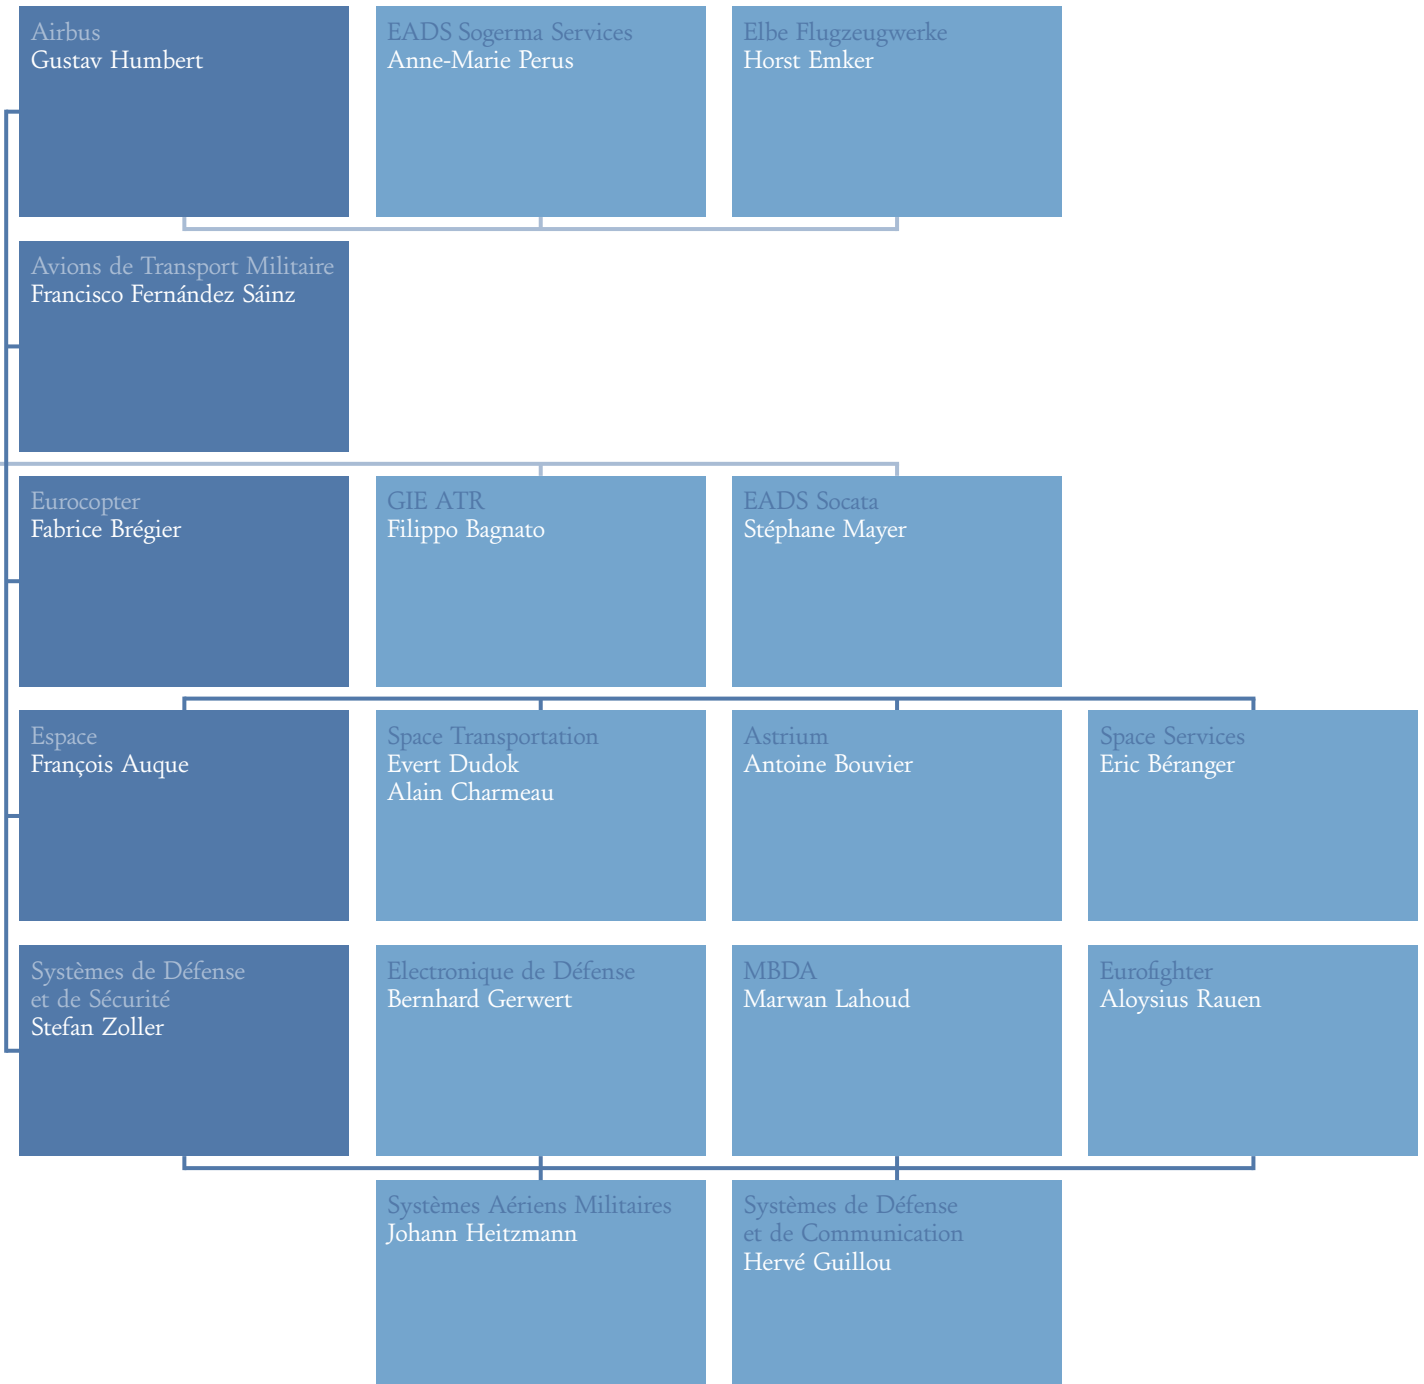 Airbus
Gustav Humbert
EADS Sogerma Services
Anne-Marie Perus
Elbe Flugzeugwerke
Horst Emker
Avions de Transport Militaire
Francisco Fernández Sáinz
Eurocopter
Fabrice Brégier
GIE ATR
Filippo Bagnato
EADS Socata
Stéphane Mayer
Espace
François Auque
Space Transportation
Evert Dudok
Alain Charmeau
Astrium
Antoine Bouvier
Space Services
Eric Béranger
Systèmes de Défense
et de Sécurité
Stefan Zoller
Electronique de Défense
Bernhard Gerwert
MBDA
Marwan Lahoud
Eurofighter
Aloysius Rauen
Systèmes Aériens Militaires
Johann Heitzmann
Systèmes de Défense
et de Communication
Hervé Guillou